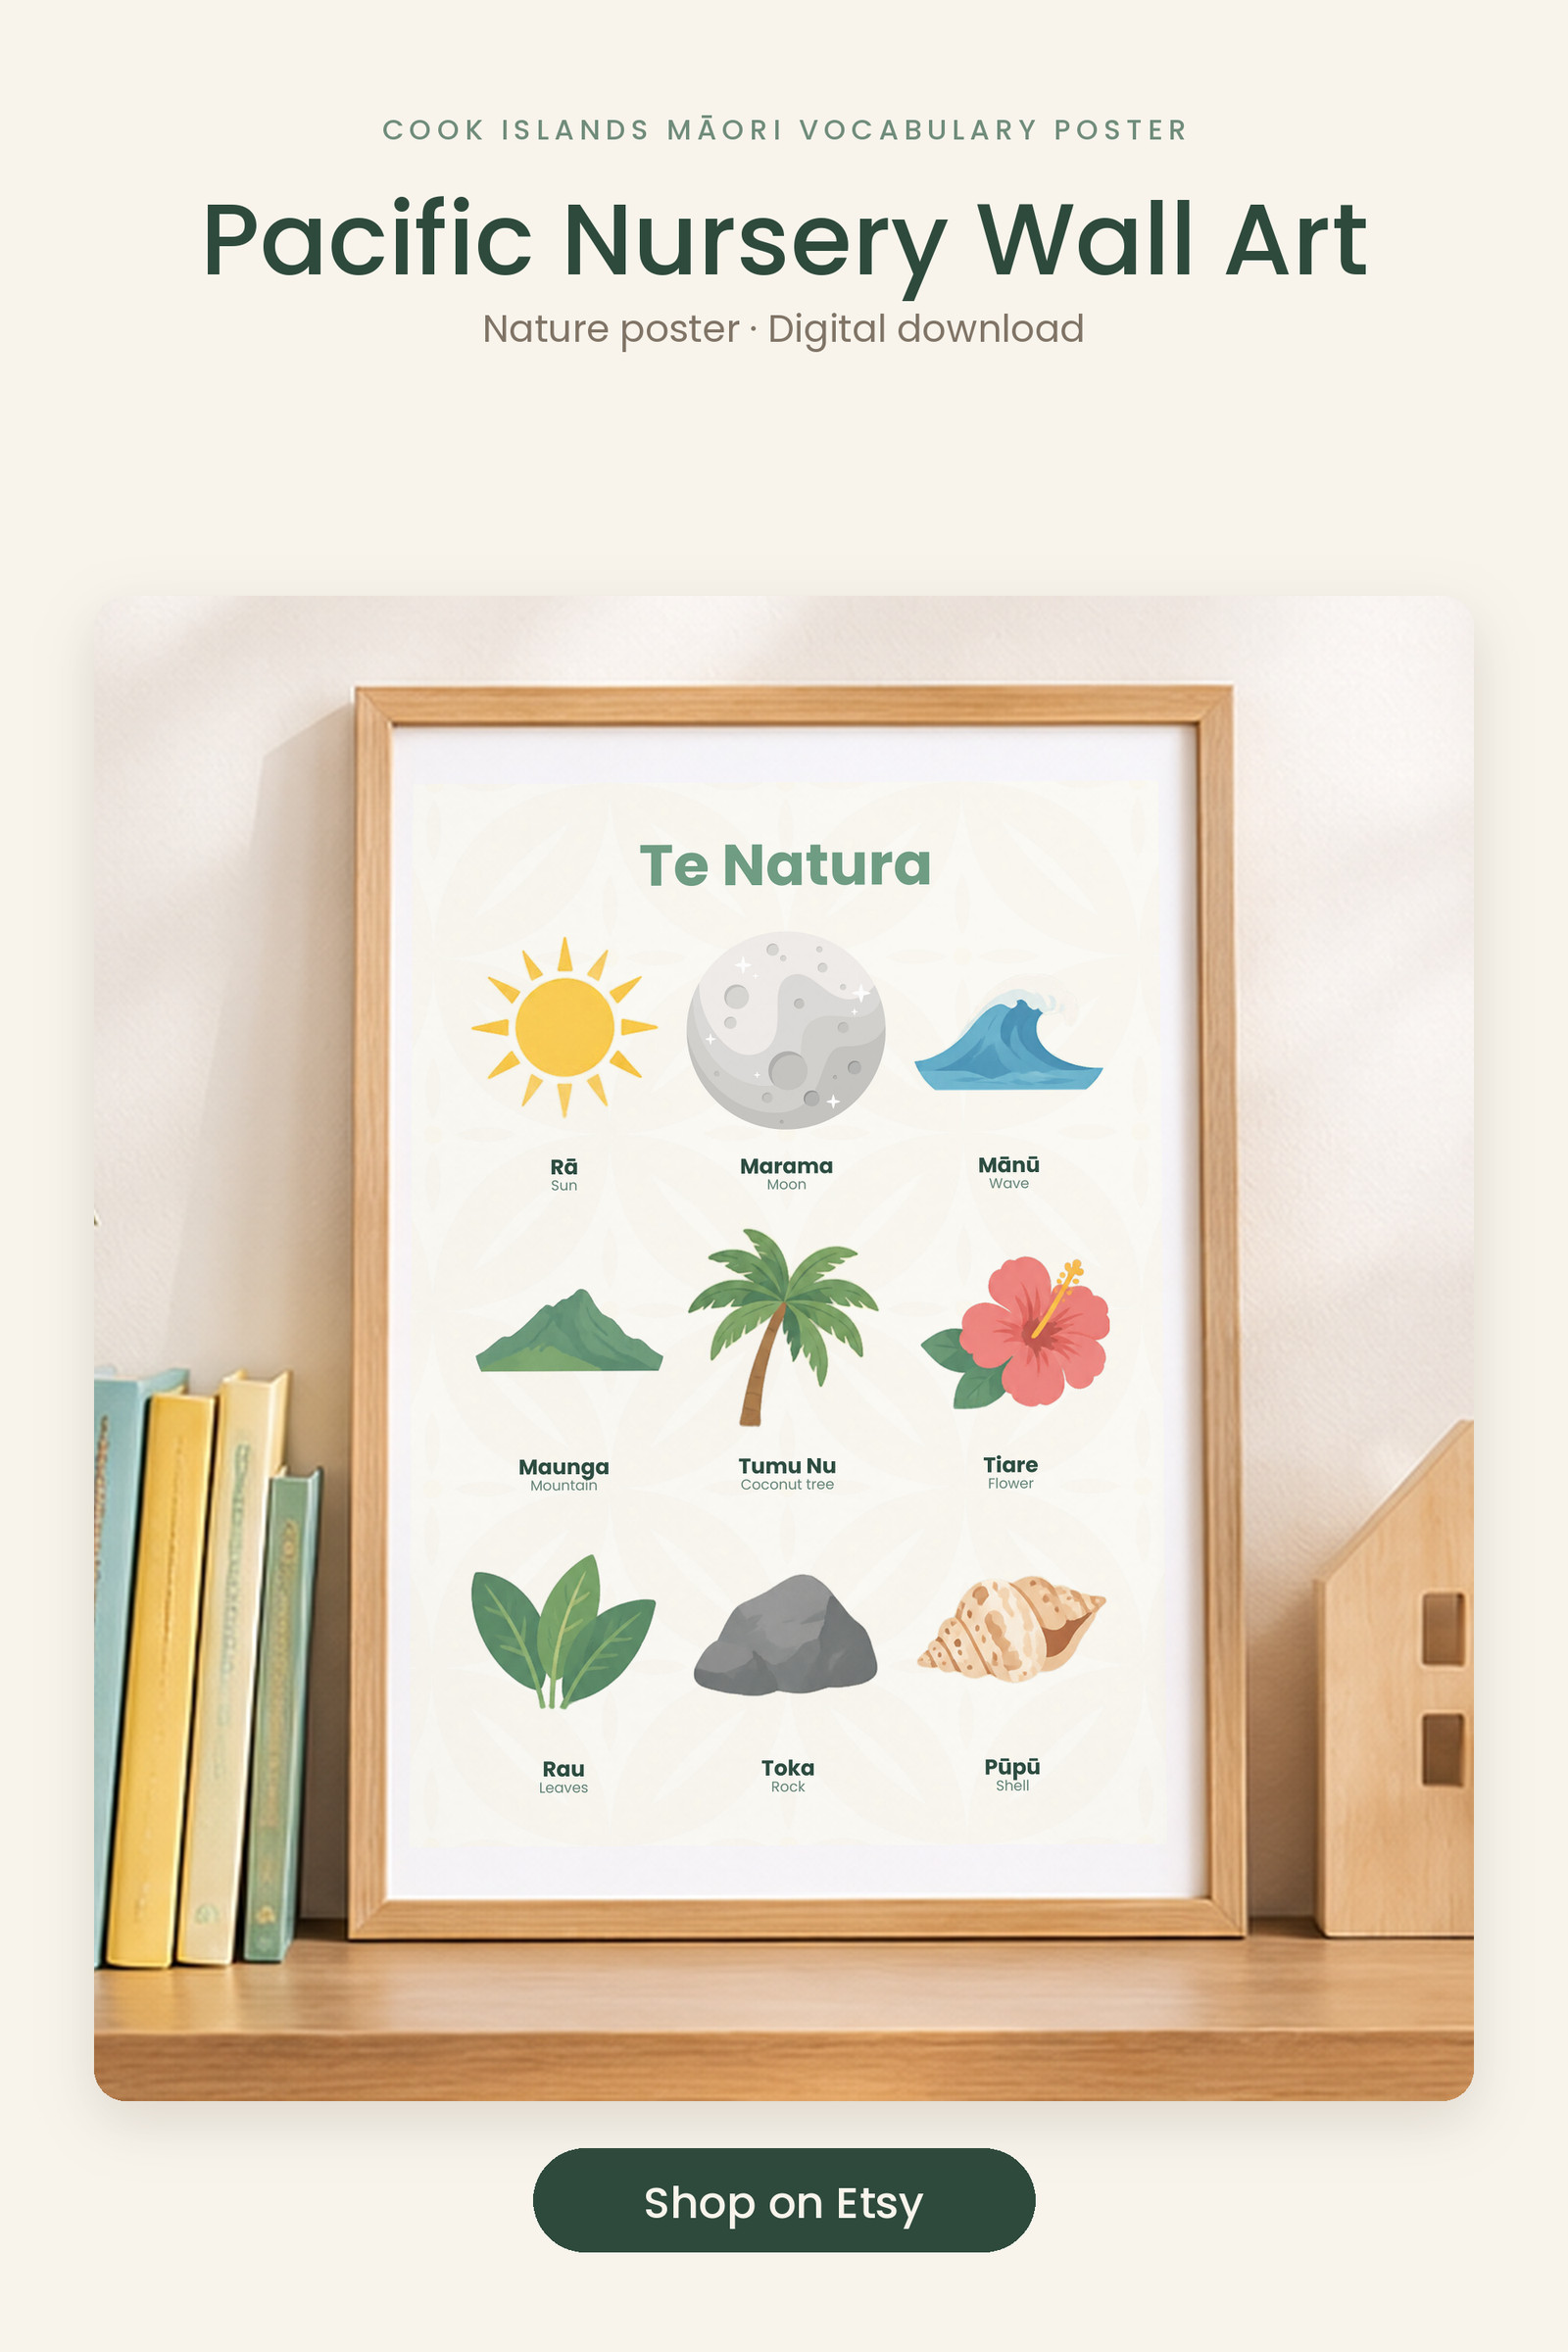 COOK ISLANDS MĀORI VOCABULARY POSTER
Pacific Nursery Wall Art
Nature poster · Digital download
Te Natura
Rā
Sun
Marama
Moon
Mānū
Wave
Maunga
Mountain
Tumu Nu
Coconut tree
Tiare
Flower
Rau
Leaves
Toka
Rock
Pūpū
Shell
Shop on Etsy